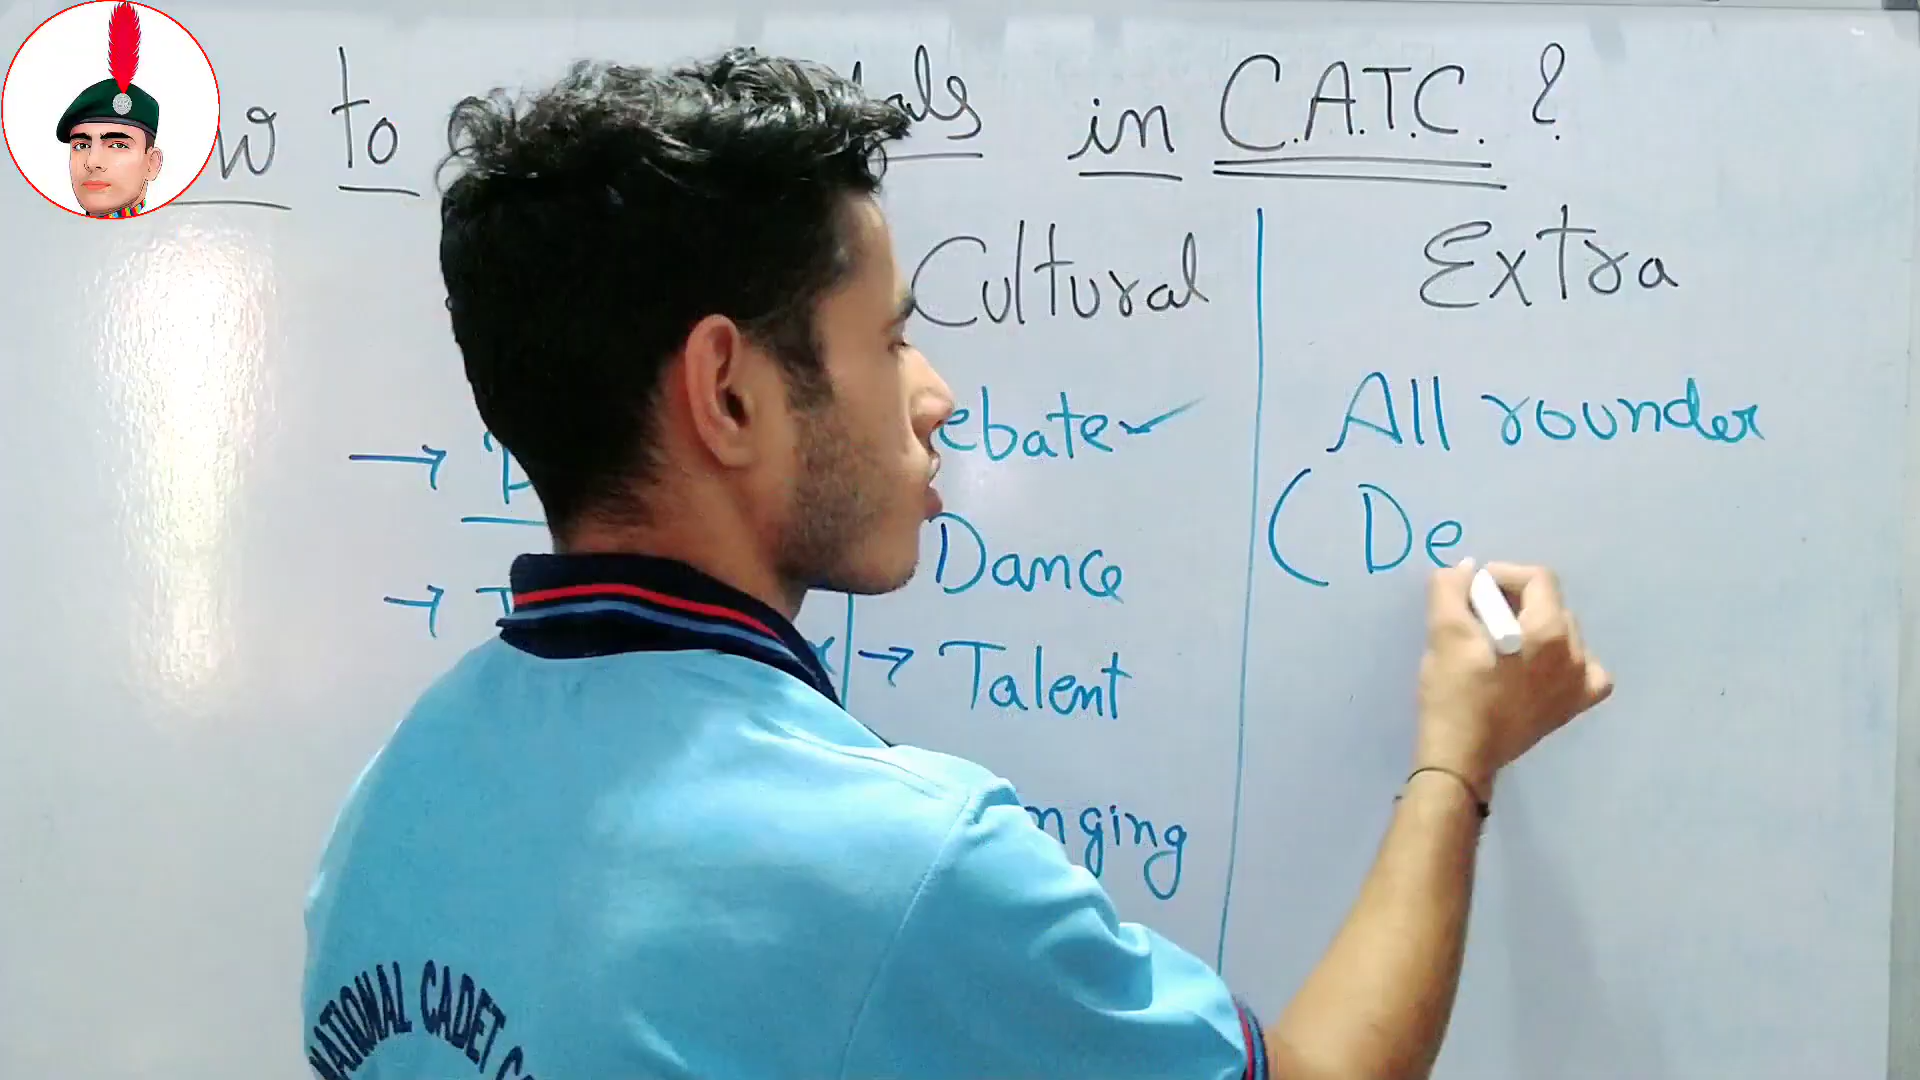 to in C.A.T.C. ?
Cultural
Extra
→
ebate ✓
All rounder
Dance
( De
→
→ Talent
nging
NATIONAL CADET